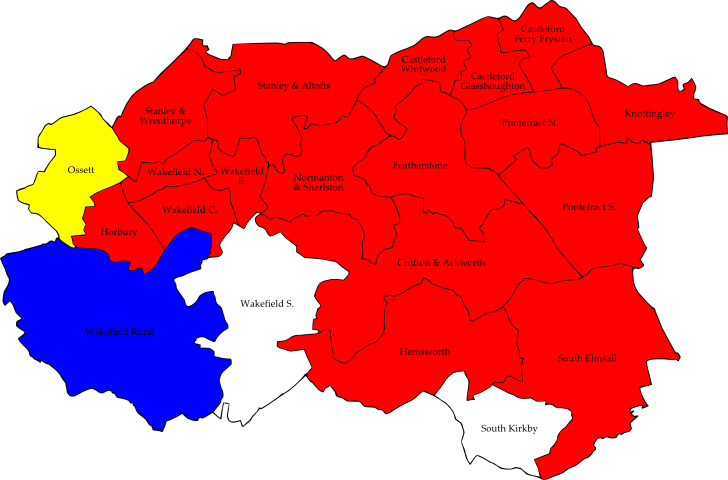 Castleford
Ferry Fryston
Castleford
Whitwood
Castleford
Glasshoughton
Stanley & Altofts
Stanley &
Wrenthorpe
Knottingley
Pontefract N.
Ossett
Wakefield N.
Wakefield
E.
Featherstone
Normanton
& Sharlston
Wakefield C.
Pontefract S.
Horbury
Crofton & Ackworth
Wakefield S.
Wakefield Rural
Hemsworth
South Elmsall
South Kirkby